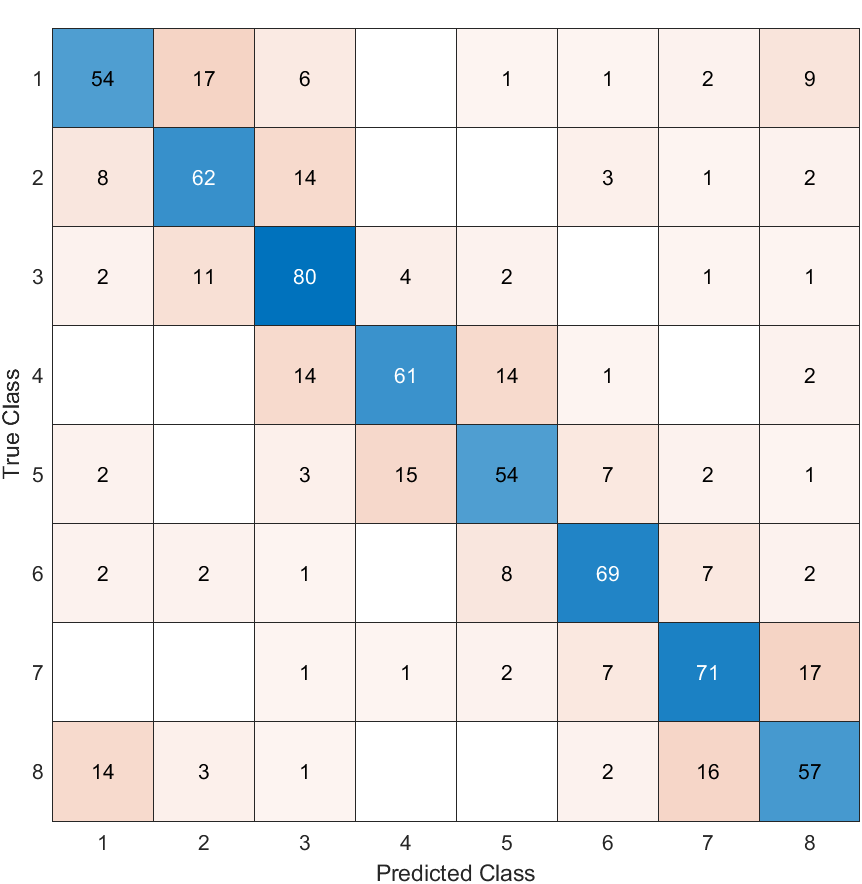 1 54 17 6 1 1 2 9
2 8 62 14 3 1 2
3 2 11 80 4 2 1 1
4 14 61 14 1 2
5 2 3 15 54 7 2 1
6 2 2 1 8 69 7 2
7 1 1 2 7 71 17
8 14 3 1 2 16 57
1 2 3 4 5 6 7 8
Predicted Class
True Class